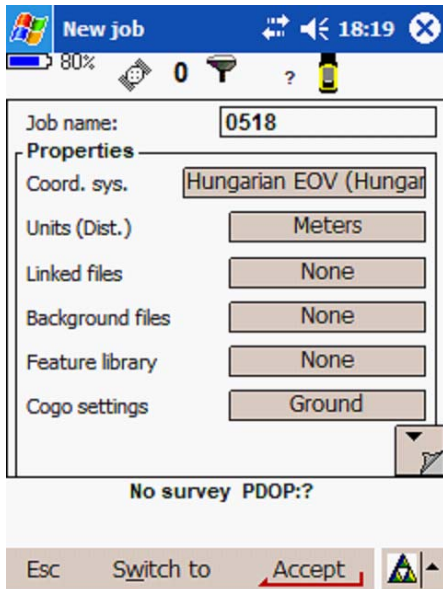 New job 18:19
80% 0 ?
Job name: 0518
Properties
Coord. sys. Hungarian EOV (Hungar
Units (Dist.) Meters
Linked files None
Background files None
Feature library None
Cogo settings Ground
No survey PDOP:?
Esc Switch to Accept